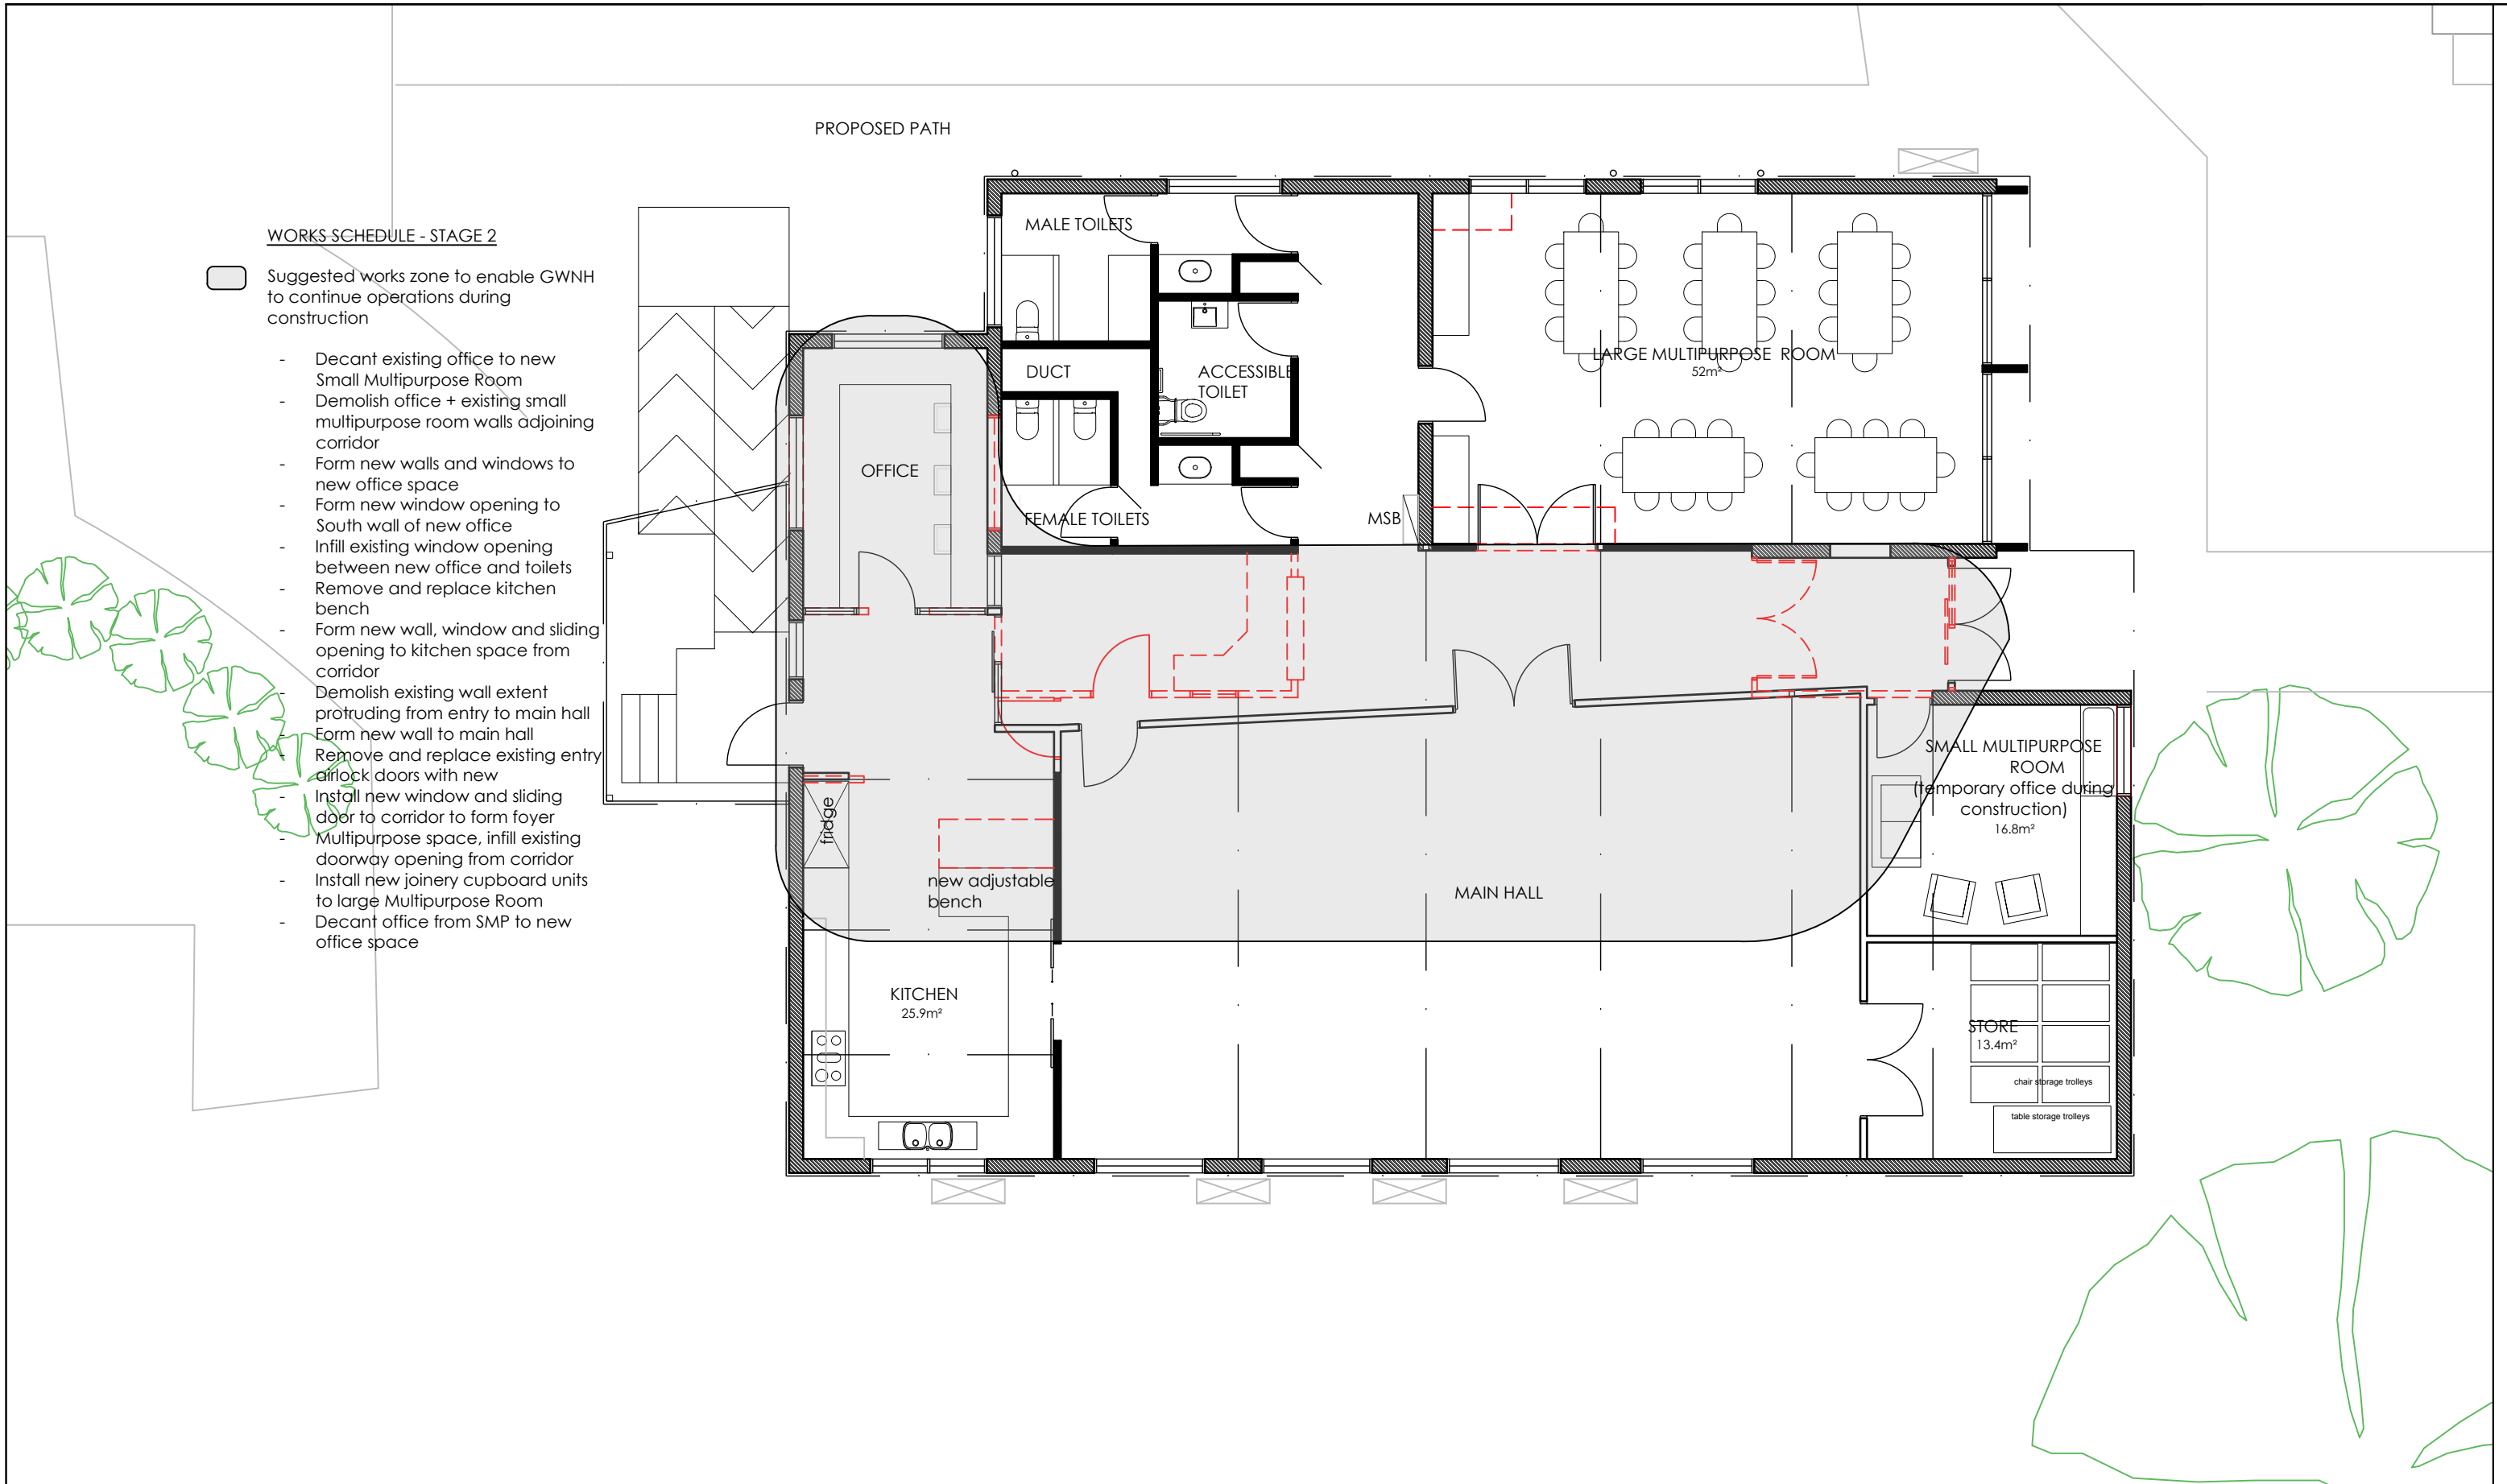 PROPOSED PATH
WORKS SCHEDULE - STAGE 2
Suggested works zone to enable GWNH
to continue operations during
construction
- Decant existing office to new
Small Multipurpose Room
- Demolish office + existing small
multipurpose room walls adjoining
corridor
- Form new walls and windows to
new office space
- Form new window opening to
South wall of new office
- Infill existing window opening
between new office and toilets
- Remove and replace kitchen
bench
- Form new wall, window and sliding
opening to kitchen space from
corridor
- Demolish existing wall extent
protruding from entry to main hall
- Form new wall to main hall
- Remove and replace existing entry
airlock doors with new
- Install new window and sliding
door to corridor to form foyer
- Multipurpose space, infill existing
doorway opening from corridor
- Install new joinery cupboard units
to large Multipurpose Room
- Decant office from SMP to new
office space
MALE TOILETS
DUCT
ACCESSIBLE
TOILET
OFFICE
FEMALE TOILETS
MSB
LARGE MULTIPURPOSE ROOM
52m²
SMALL MULTIPURPOSE
ROOM
(temporary office during
construction)
16.8m²
fridge
new adjustable
bench
MAIN HALL
KITCHEN
25.9m²
STORE
13.4m²
chair storage trolleys
table storage trolleys